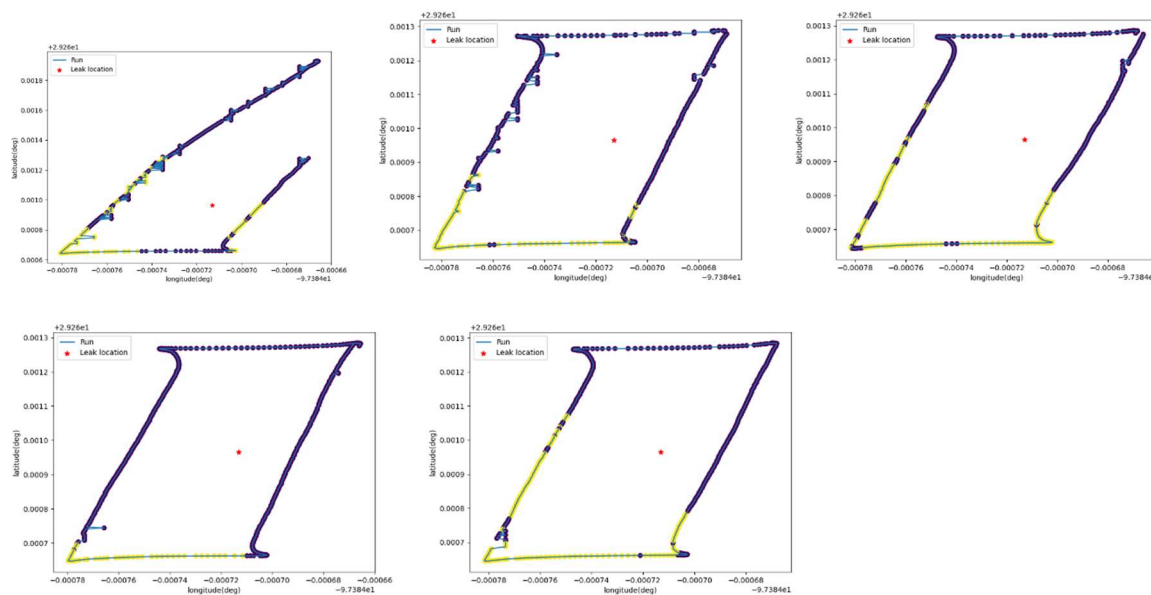 +2.926e1
Run
Leak location
latitude(deg)
0.0018
0.0016
0.0014
0.0012
0.0010
0.0008
0.0006
−0.00078 −0.00076 −0.00074 −0.00072 −0.00070 −0.00068 −0.00066
longitude(deg)
−9.7384e1
+2.926e1
Run
Leak location
latitude(deg)
0.0013
0.0012
0.0011
0.0010
0.0009
0.0008
0.0007
−0.00078 −0.00076 −0.00074 −0.00072 −0.00070 −0.00068
longitude(deg)
−9.7384e1
+2.926e1
Run
Leak location
latitude(deg)
0.0013
0.0012
0.0011
0.0010
0.0009
0.0008
0.0007
−0.00078 −0.00076 −0.00074 −0.00072 −0.00070 −0.00068
longitude(deg)
−9.7384e1
+2.926e1
Run
Leak location
latitude(deg)
0.0013
0.0012
0.0011
0.0010
0.0009
0.0008
0.0007
−0.00078 −0.00076 −0.00074 −0.00072 −0.00070 −0.00068 −0.00066
longitude(deg)
−9.7384e1
+2.926e1
Run
Leak location
latitude(deg)
0.0013
0.0012
0.0011
0.0010
0.0009
0.0008
0.0007
−0.00078 −0.00076 −0.00074 −0.00072 −0.00070 −0.00068
longitude(deg)
−9.7384e1